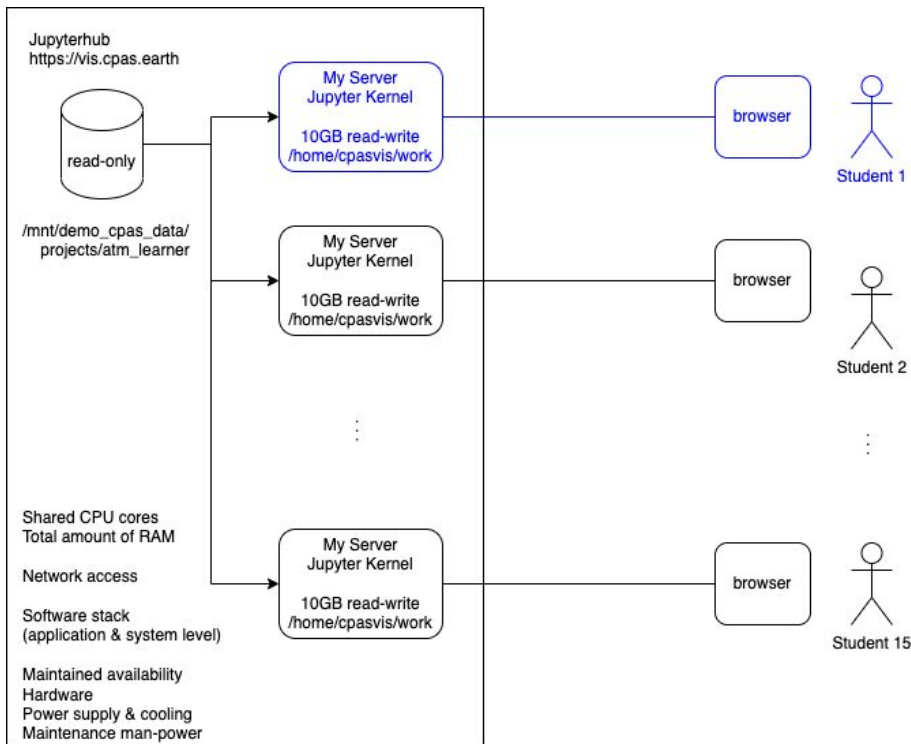 Jupyterhub
https://vis.cpas.earth
read-only
/mnt/demo_cpas_data/
projects/atm_learner
My Server
Jupyter Kernel
10GB read-write
/home/cpasvis/work
browser
Student 1
My Server
Jupyter Kernel
10GB read-write
/home/cpasvis/work
browser
Student 2
My Server
Jupyter Kernel
10GB read-write
/home/cpasvis/work
browser
Student 15
Shared CPU cores
Total amount of RAM
Network access
Software stack
(application & system level)
Maintained availability
Hardware
Power supply & cooling
Maintenance man-power